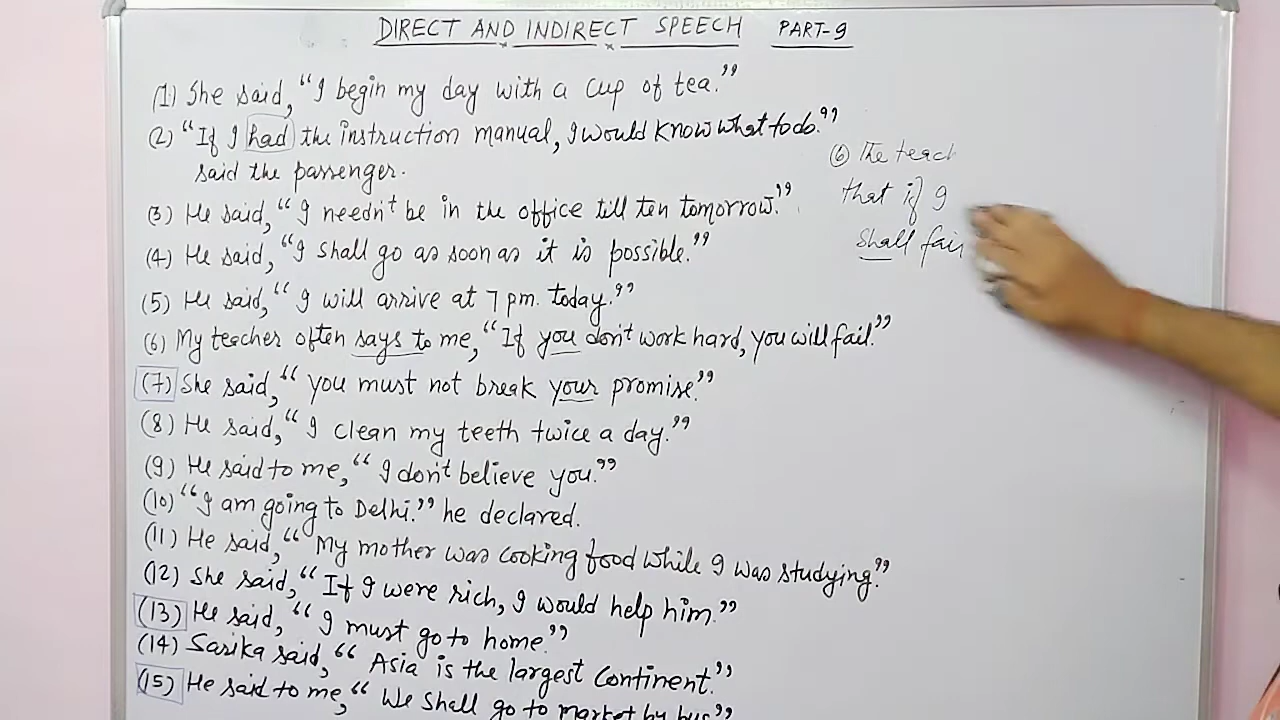 DIRECT AND INDIRECT SPEECH PART-9
(1) She said, "I begin my day with a cup of tea."
(2) "If I had the instruction manual, I would know what to do."
said the passenger.
(3) He said, "I needn't be in the office till ten tomorrow."
(4) He said, "I shall go as soon as it is possible."
(5) He said, "I will arrive at 7 pm. today."
(6) My teacher often says to me, "If you don't work hard, you will fail."
(7) She said, "you must not break your promise."
(8) He said, "I clean my teeth twice a day."
(9) He said to me, "I don't believe you."
(10) "I am going to Delhi." he declared.
(11) He said, "My mother was cooking food while I was studying."
(12) She said, "If I were rich, I would help him."
(13) He said, "I must go to home."
(14) Sarika said, "Asia is the largest Continent."
(15) He said to me, "We shall go to market by bus"
(6) The teach
that if I
shall fail